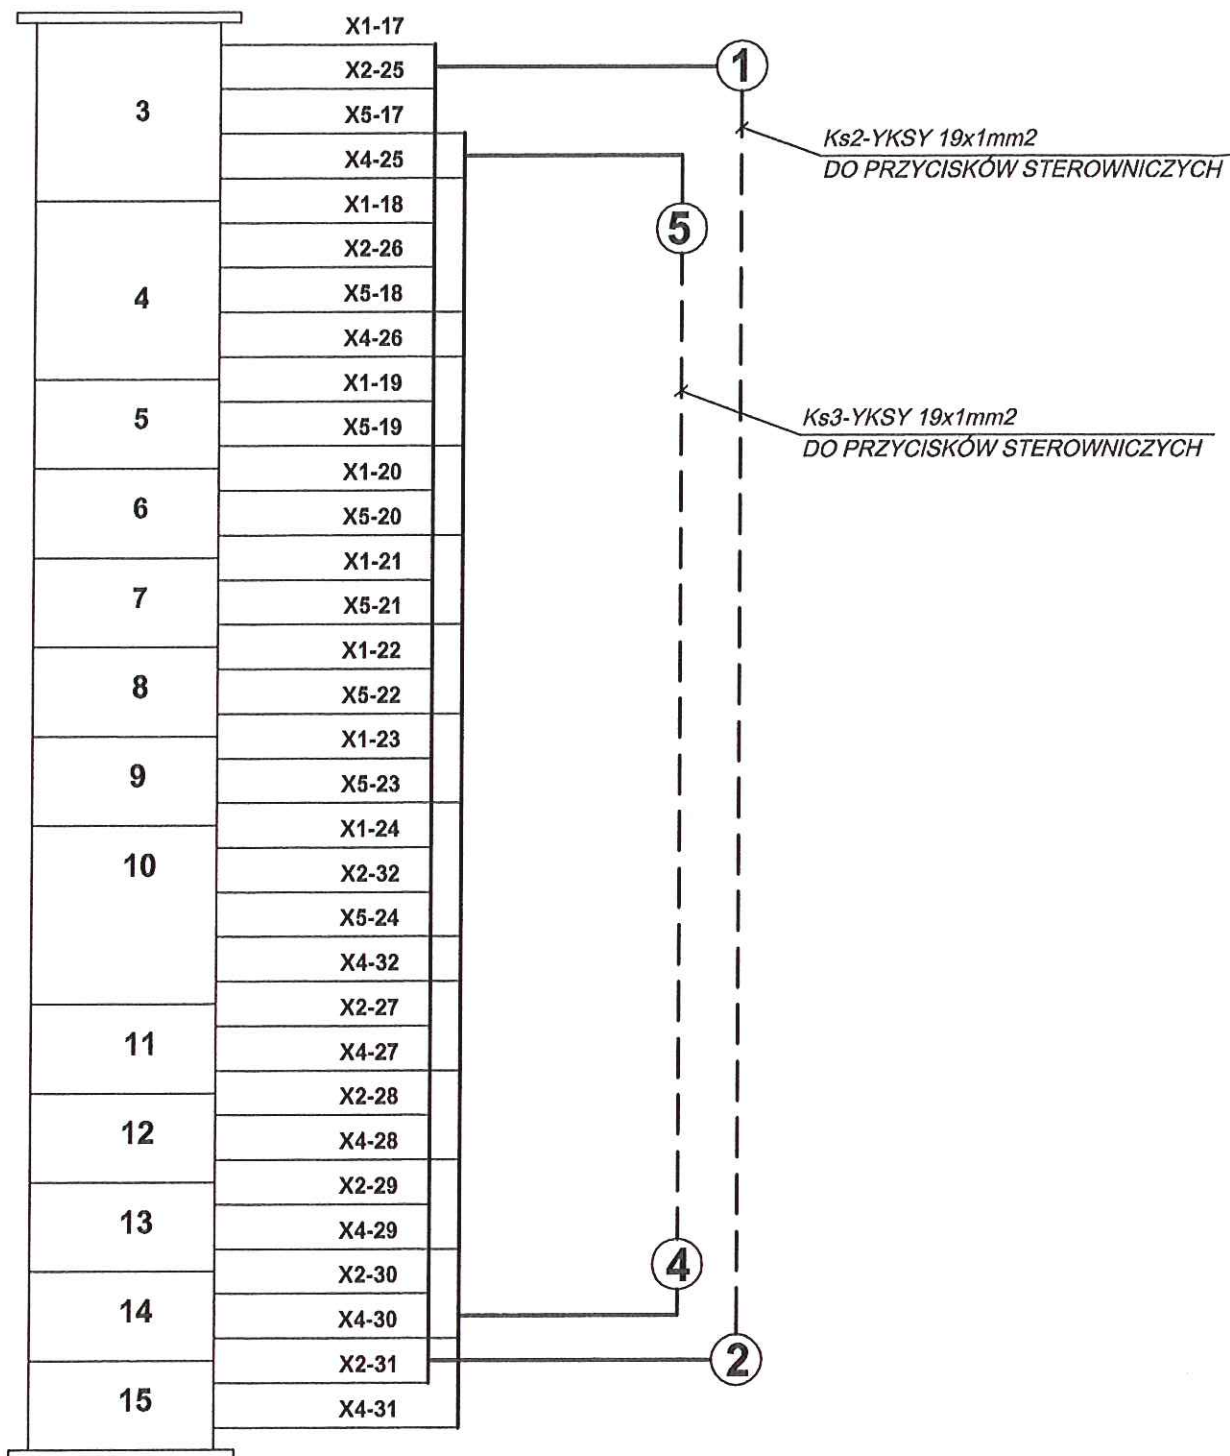 X1-17
X2-25
1
3
X5-17
Ks2-YKSY 19x1mm2
X4-25
DO PRZYCISKÓW STEROWNICZYCH
X1-18
5
X2-26
4
X5-18
X4-26
X1-19
5
X5-19
Ks3-YKSY 19x1mm2
DO PRZYCISKÓW STEROWNICZYCH
X1-20
6
X5-20
X1-21
7
X5-21
X1-22
8
X5-22
X1-23
9
X5-23
X1-24
10
X2-32
X5-24
X4-32
X2-27
11
X4-27
X2-28
12
X4-28
X2-29
13
X4-29
4
X2-30
14
X4-30
X2-31
2
15
X4-31